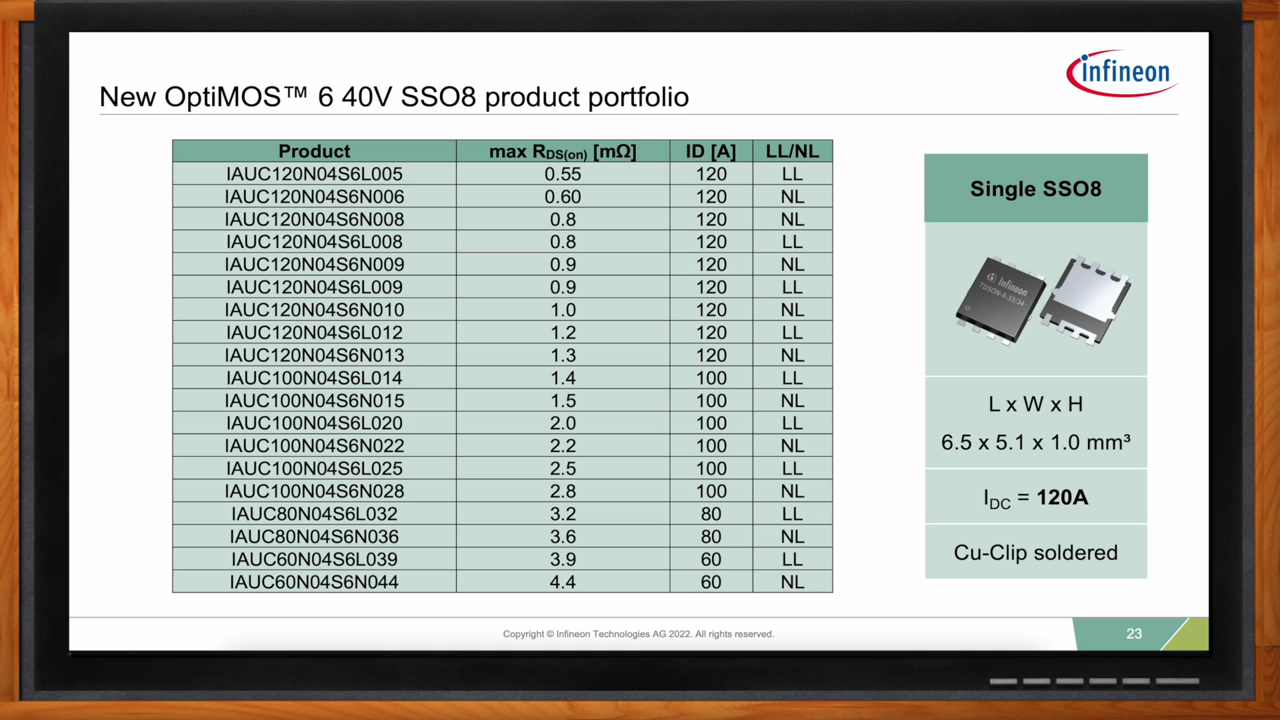 infineon
New OptiMOS™ 6 40V SSO8 product portfolio
Product max RDS(on) [mΩ] ID [A] LL/NL
IAUC120N04S6L005 0.55 120 LL
IAUC120N04S6N006 0.60 120 NL
IAUC120N04S6N008 0.8 120 NL
IAUC120N04S6L008 0.8 120 LL
IAUC120N04S6N009 0.9 120 NL
IAUC120N04S6L009 0.9 120 LL
IAUC120N04S6N010 1.0 120 NL
IAUC120N04S6L012 1.2 120 LL
IAUC120N04S6N013 1.3 120 NL
IAUC100N04S6L014 1.4 100 LL
IAUC100N04S6N015 1.5 100 NL
IAUC100N04S6L020 2.0 100 LL
IAUC100N04S6N022 2.2 100 NL
IAUC100N04S6L025 2.5 100 LL
IAUC100N04S6N028 2.8 100 NL
IAUC80N04S6L032 3.2 80 LL
IAUC80N04S6N036 3.6 80 NL
IAUC60N04S6L039 3.9 60 LL
IAUC60N04S6N044 4.4 60 NL
Single SSO8
infineon
TDSON-8-33/34
L x W x H
6.5 x 5.1 x 1.0 mm³
IDC = 120A
Cu-Clip soldered
Copyright © Infineon Technologies AG 2022. All rights reserved.
23